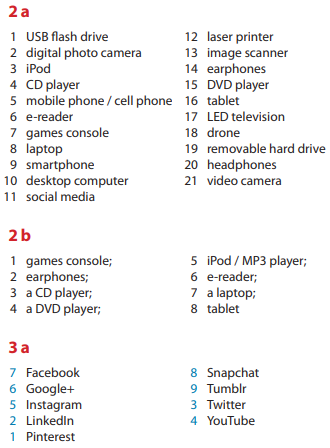 2 a
1 USB flash drive
2 digital photo camera
3 iPod
4 CD player
5 mobile phone / cell phone
6 e-reader
7 games console
8 laptop
9 smartphone
10 desktop computer
11 social media
12 laser printer
13 image scanner
14 earphones
15 DVD player
16 tablet
17 LED television
18 drone
19 removable hard drive
20 headphones
21 video camera
2 b
1 games console;
2 earphones;
3 a CD player;
4 a DVD player;
5 iPod / MP3 player;
6 e-reader;
7 a laptop;
8 tablet
3 a
7 Facebook
6 Google+
5 Instagram
2 LinkedIn
1 Pinterest
8 Snapchat
9 Tumblr
3 Twitter
4 YouTube